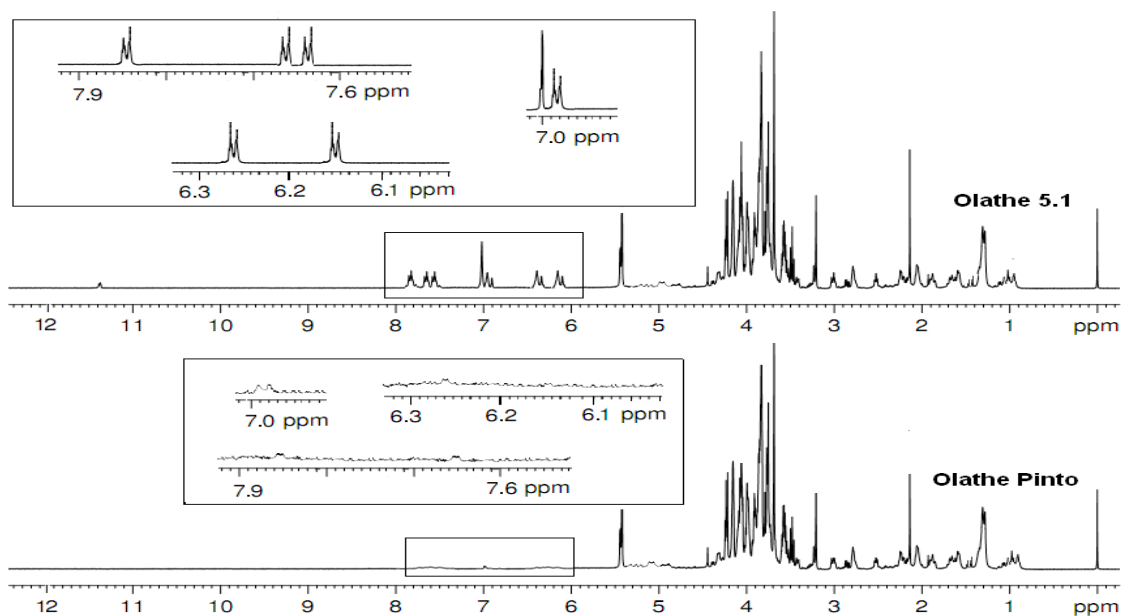 7.9 7.6 ppm
7.0 ppm
6.3 6.2 6.1 ppm
Olathe 5.1
12 11 10 9 8 7 6 5 4 3 2 1 ppm
7.0 ppm
6.3 6.2 6.1 ppm
7.9 7.6 ppm
Olathe Pinto
12 11 10 9 8 7 6 5 4 3 2 1 ppm